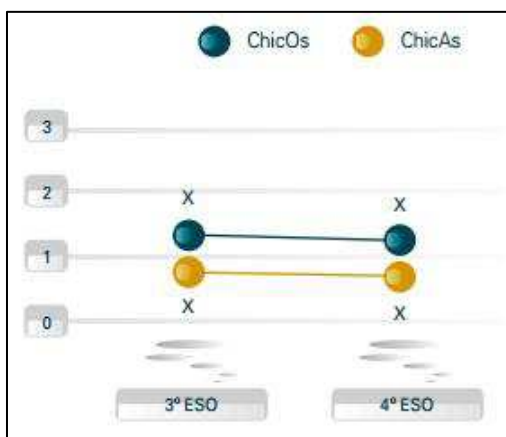 ChicOs ChicAs
3
2
X X
1
X X
0
3º ESO 4º ESO